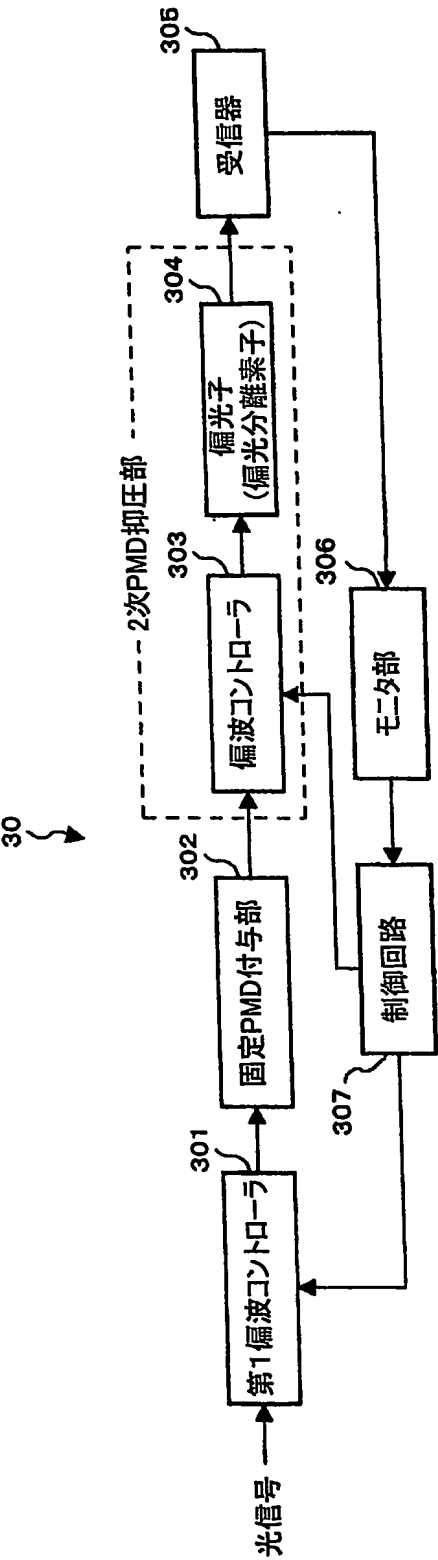 30
光信号
301
第1偏波コントローラ
302
固定PMD付与部
2次PMD抑圧部
303
偏波コントローラ
304
偏光子
(偏光分離素子)
305
受信器
306
モニタ部
307
制御回路